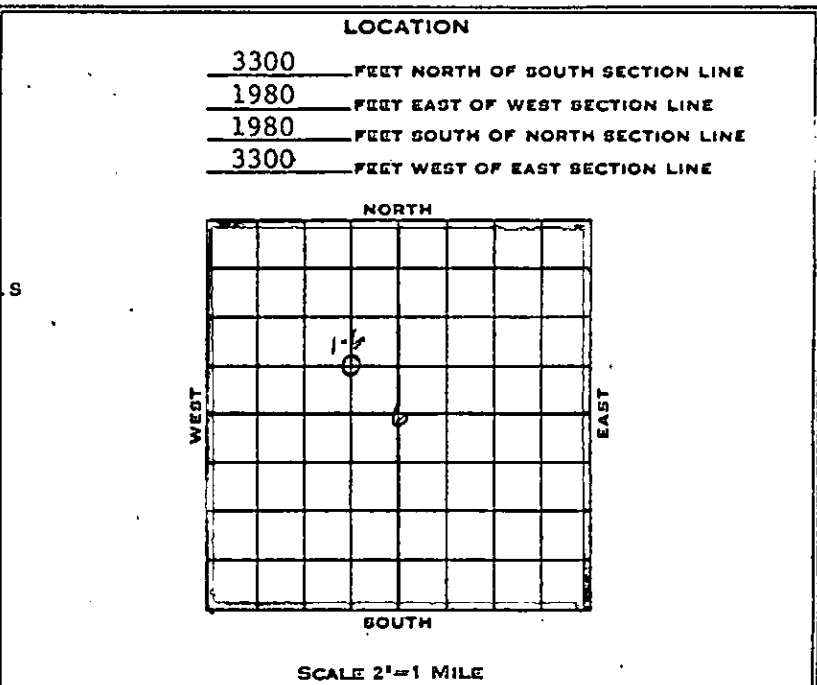 LOCATION
3300 FEET NORTH OF SOUTH SECTION LINE
1980 FEET EAST OF WEST SECTION LINE
1980 FEET SOUTH OF NORTH SECTION LINE
3300 FEET WEST OF EAST SECTION LINE
NORTH
.S
WEST
EAST
SOUTH
SCALE 2"=1 MILE